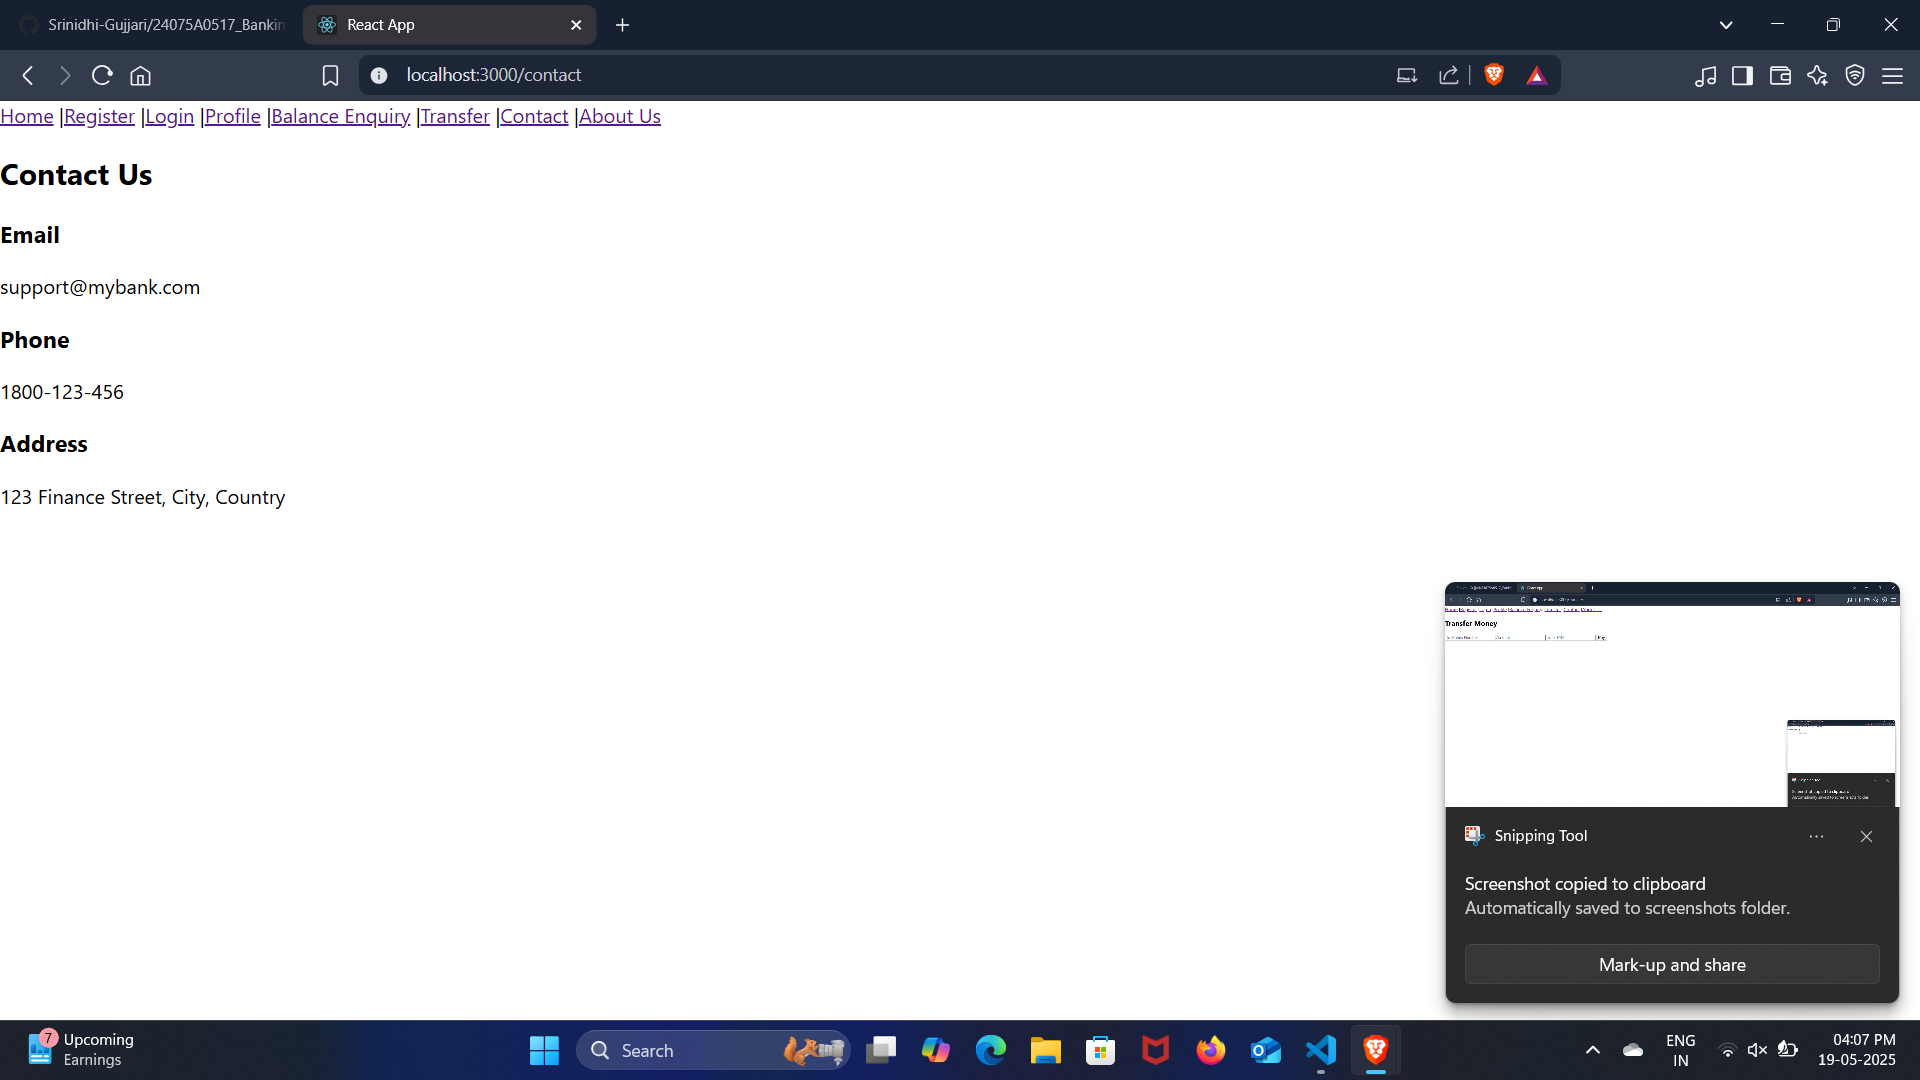 Srinidhi-Gujjari/24075A0517_Bankin
React App
localhost:3000/contact
Home |Register |Login |Profile |Balance Enquiry |Transfer |Contact |About Us
Contact Us
Email
support@mybank.com
Phone
1800-123-456
Address
123 Finance Street, City, Country
Transfer Money
Snipping Tool
Screenshot copied to clipboard
Automatically saved to screenshots folder.
Mark-up and share
7
Upcoming
Earnings
Search
ENG
IN
04:07 PM
19-05-2025